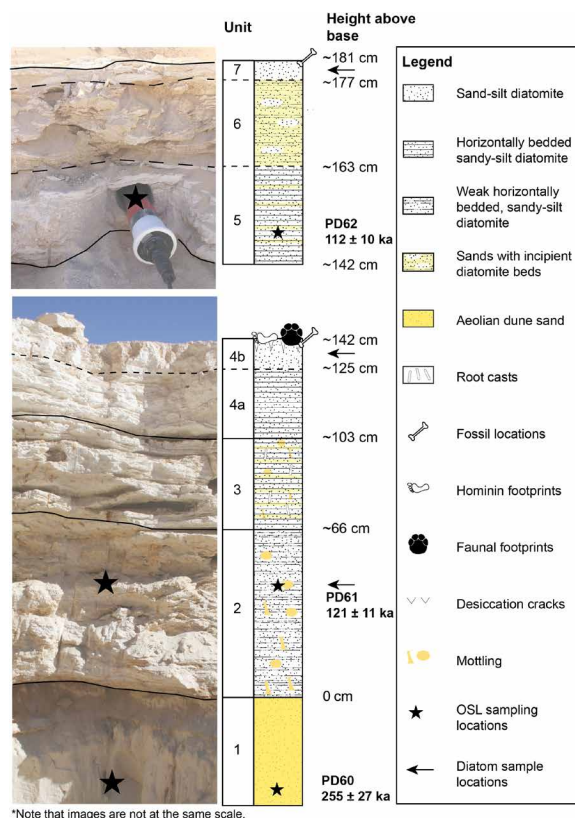 Unit
Height above
base
7
~181 cm
~177 cm
6
~163 cm
5
PD62
112 ± 10 ka
~142 cm
~142 cm
4b
~125 cm
4a
~103 cm
3
~66 cm
2
PD61
121 ± 11 ka
0 cm
1
PD60
255 ± 27 ka
*Note that images are not at the same scale.
Legend
Sand-silt diatomite
Horizontally bedded
sandy-silt diatomite
Weak horizontally
bedded, sandy-silt
diatomite
Sands with incipient
diatomite beds
Aeolian dune sand
Root casts
Fossil locations
Hominin footprints
Faunal footprints
Desiccation cracks
Mottling
OSL sampling
locations
Diatom sample
locations